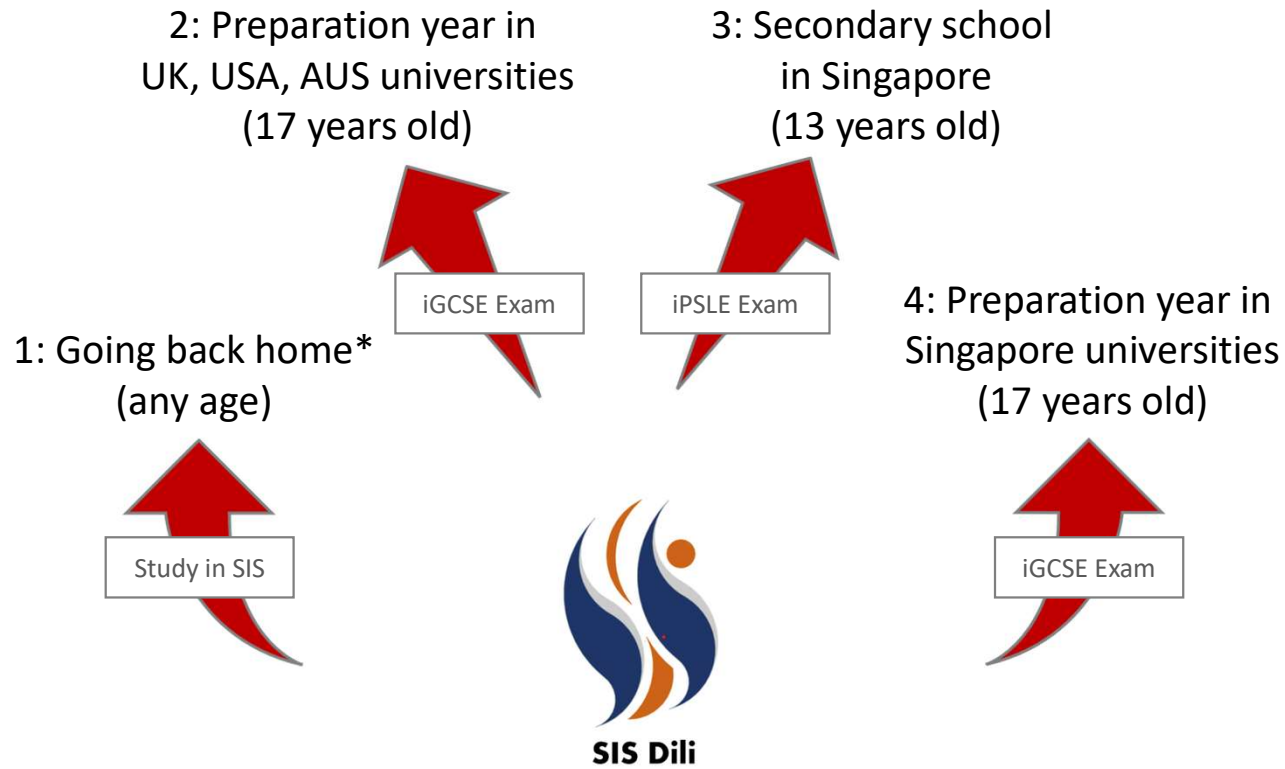 2: Preparation year in
UK, USA, AUS universities
(17 years old)
3: Secondary school
in Singapore
(13 years old)
iGCSE Exam
iPSLE Exam
1: Going back home*
(any age)
4: Preparation year in
Singapore universities
(17 years old)
Study in SIS
iGCSE Exam
SIS Dili